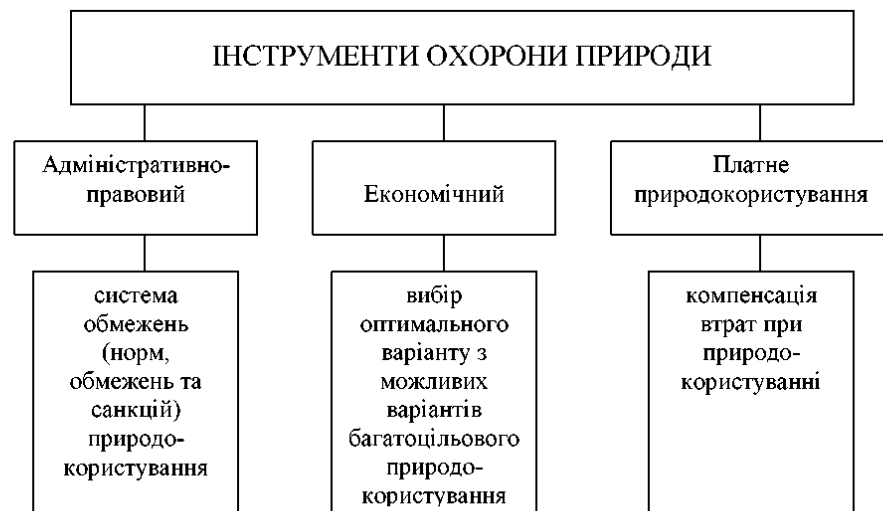 ІНСТРУМЕНТИ ОХОРОНИ ПРИРОДИ
Адміністративно-
правовий
Економічний
Платне
природокористування
система
обмежень
(норм,
обмежень та
санкцій)
природо-
користування
вибір
оптимального
варіанту з
можливих
варіантів
багатоцільового
природо-
користування
компенсація
втрат при
природо-
користуванні